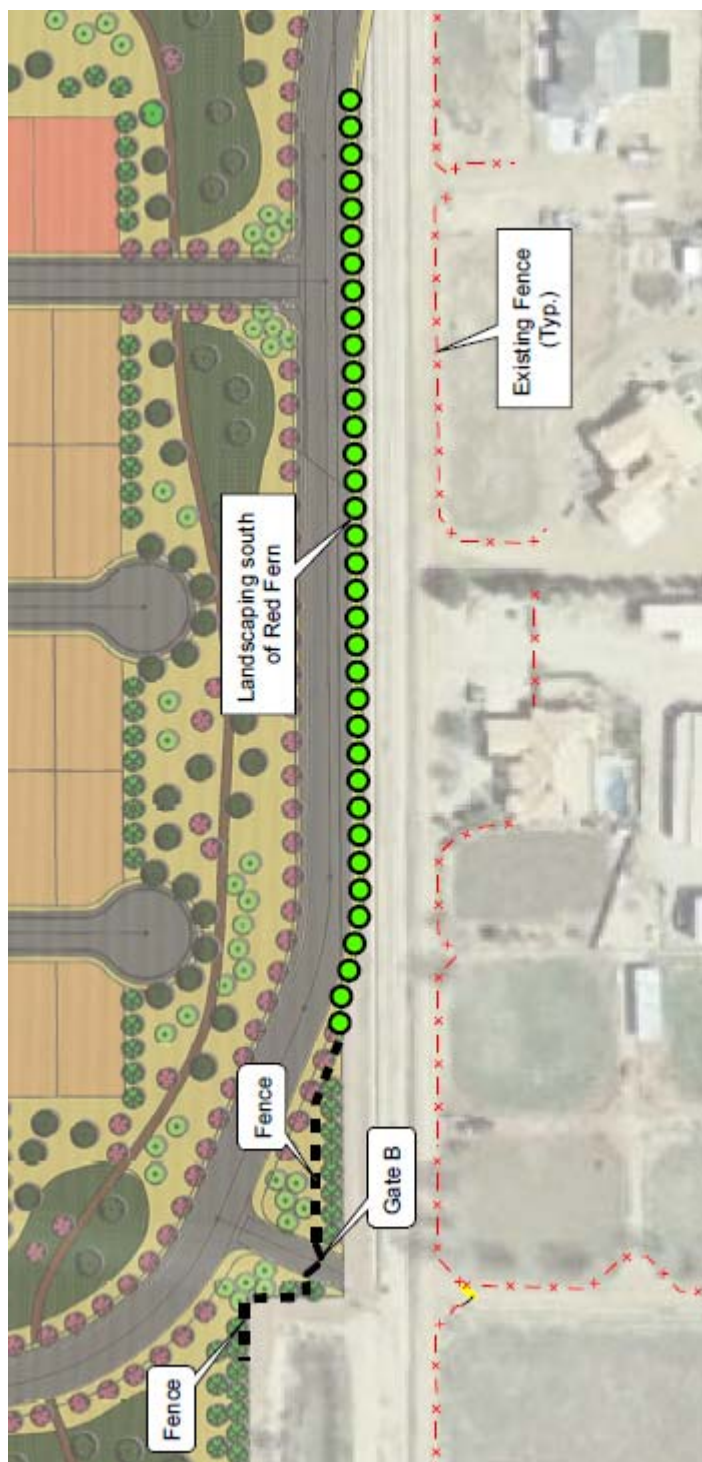 Fence
Gate B
Fence
Landscaping south
of Red Fern
Existing Fence
(Typ.)